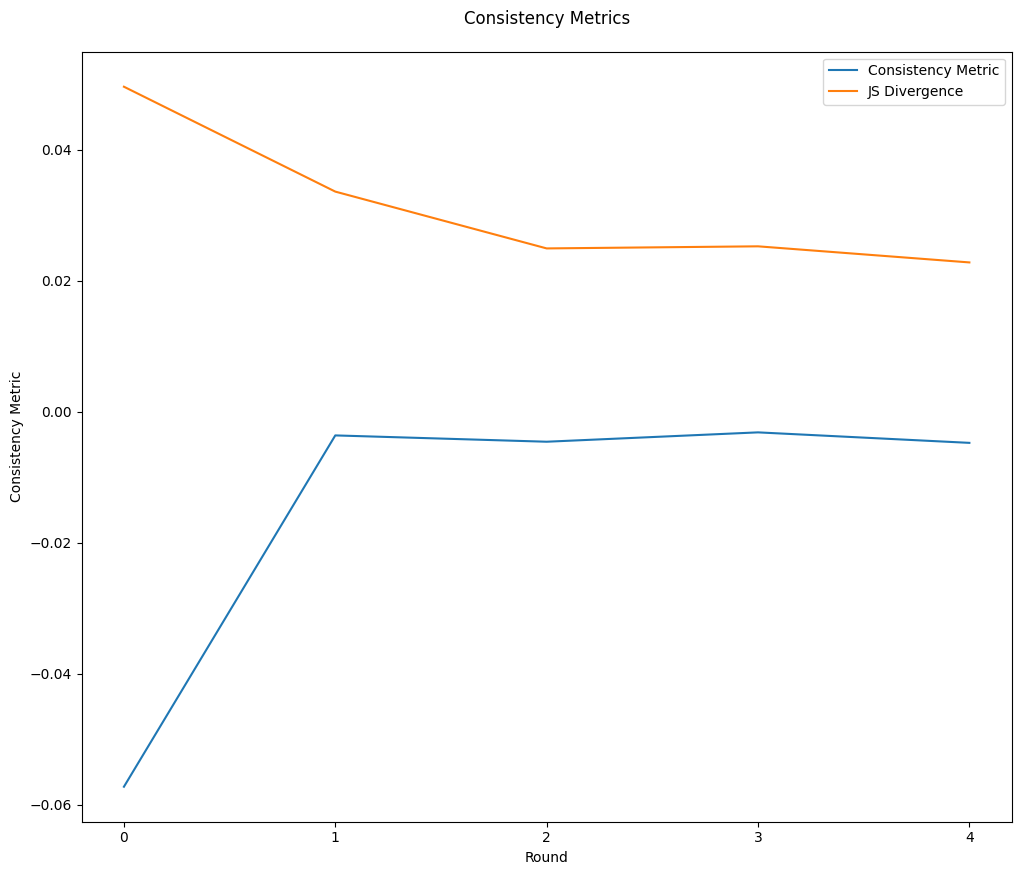 Consistency Metrics
Consistency Metric
JS Divergence
0.04
0.02
0.00
−0.02
−0.04
−0.06
Consistency Metric
0
1
2
3
4
Round